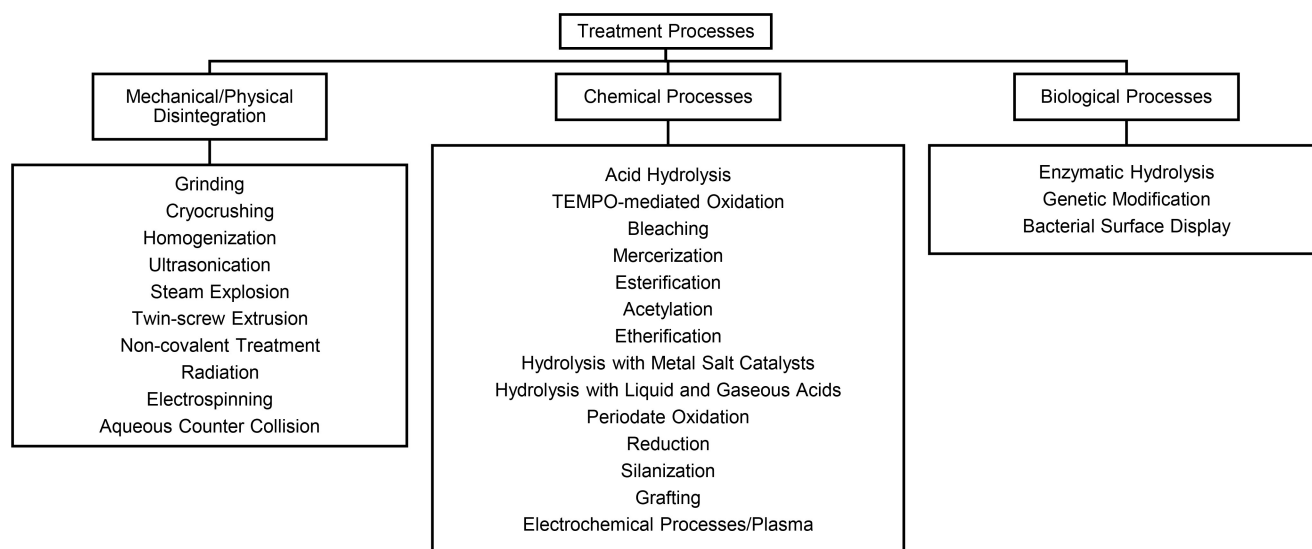 Treatment Processes
Mechanical/Physical
Disintegration
Grinding
Cryocrushing
Homogenization
Ultrasonication
Steam Explosion
Twin-screw Extrusion
Non-covalent Treatment
Radiation
Electrospinning
Aqueous Counter Collision
Chemical Processes
Acid Hydrolysis
TEMPO-mediated Oxidation
Bleaching
Mercerization
Esterification
Acetylation
Etherification
Hydrolysis with Metal Salt Catalysts
Hydrolysis with Liquid and Gaseous Acids
Periodate Oxidation
Reduction
Silanization
Grafting
Electrochemical Processes/Plasma
Biological Processes
Enzymatic Hydrolysis
Genetic Modification
Bacterial Surface Display